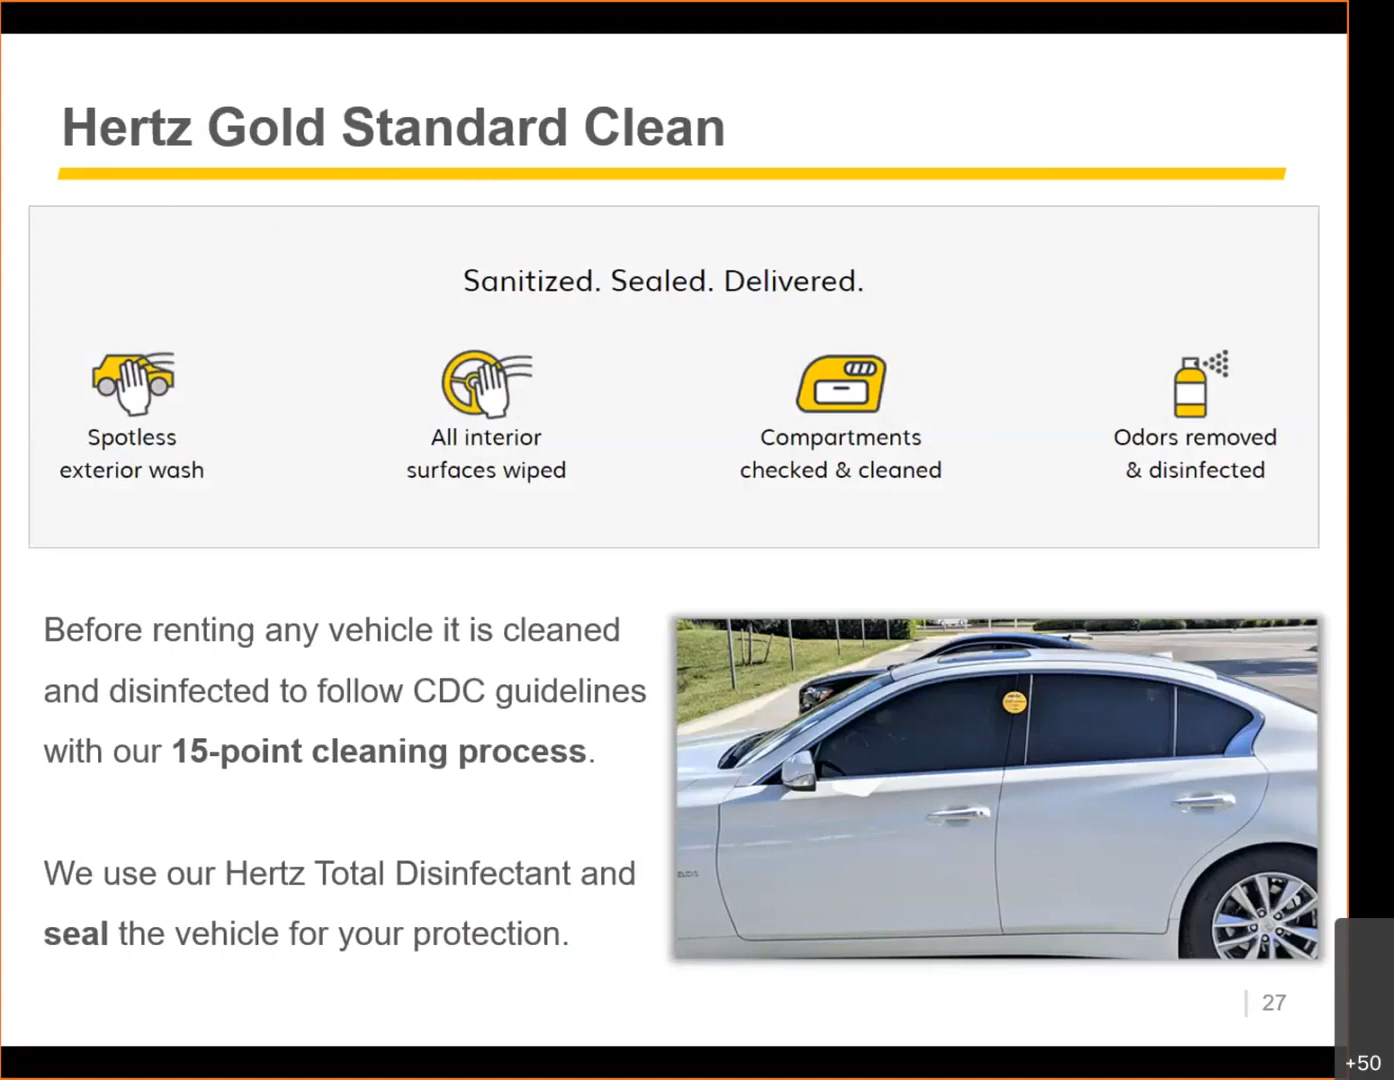 Hertz Gold Standard Clean
Sanitized. Sealed. Delivered.
Spotless
exterior wash
All interior
surfaces wiped
Compartments
checked & cleaned
Odors removed
& disinfected
Before renting any vehicle it is cleaned
and disinfected to follow CDC guidelines
with our 15-point cleaning process.
We use our Hertz Total Disinfectant and
seal the vehicle for your protection.
27
+50